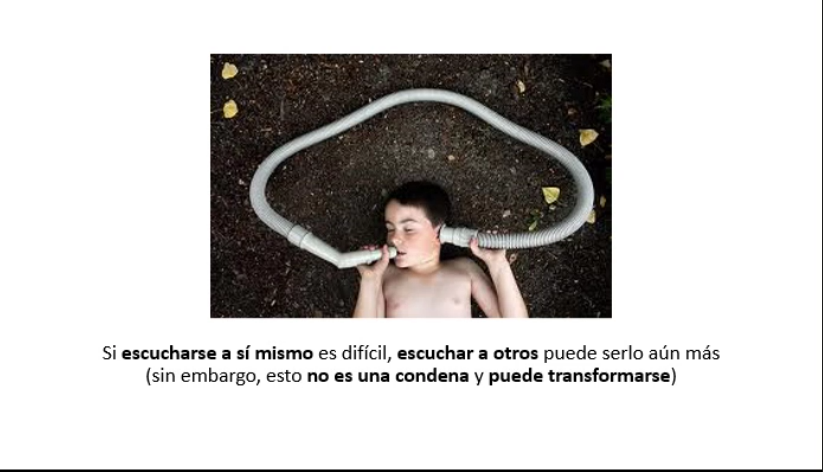 Si escucharse a sí mismo es difícil, escuchar a otros puede serlo aún más
(sin embargo, esto no es una condena y puede transformarse)